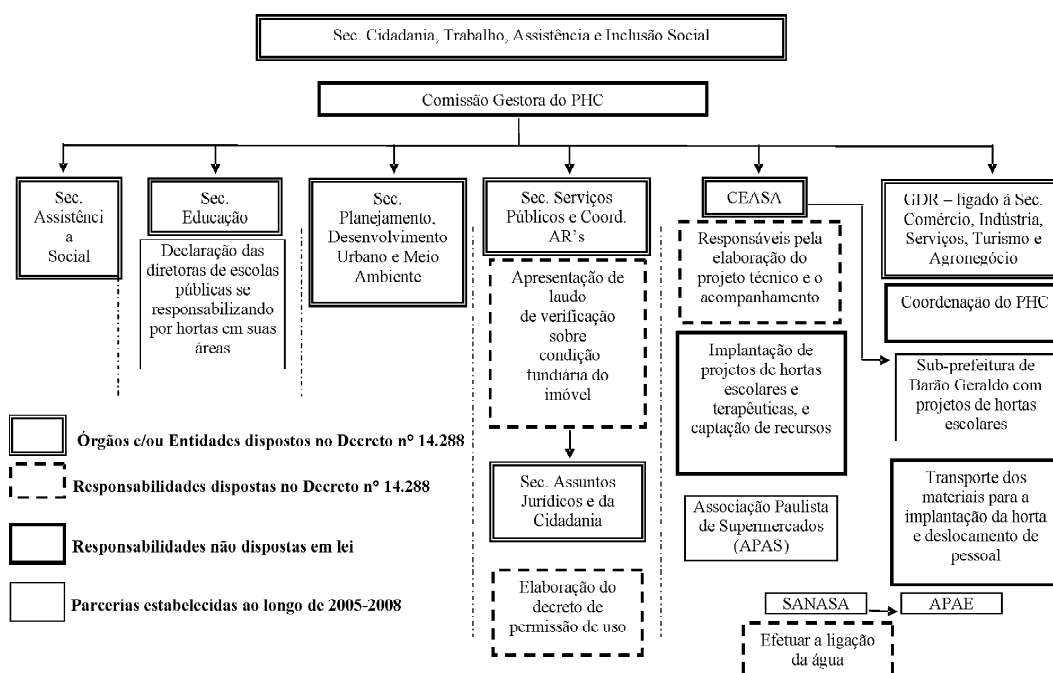 Sec. Cidadania, Trabalho, Assistência e Inclusão Social
Comissão Gestora do PHC
Sec.
Assistênci
a
Social
Sec.
Educação
Declaração das
diretoras de escolas
públicas se
responsabilizando
por hortas em suas
áreas
Sec.
Planejamento,
Desenvolvimento
Urbano e Meio
Ambiente
Sec. Serviços
Públicos e Coord.
AR's
Apresentação de
laudo
de verificação
sobre
condição
fundiária do
imóvel
Sec. Assuntos
Jurídicos e da
Cidadania
Elaboração do
decreto de
permissão de uso
CEASA
Responsáveis pela
elaboração do
projeto técnico e o
acompanhamento
Implantação de
projetos de hortas
escolares e
terapêuticas, e
captação de recursos
Associação Paulista
de Supermercados
(APAS)
SANASA
Efetuar a ligação
da água
APAE
GDR – ligado à Sec.
Comércio, Indústria,
Serviços, Turismo e
Agronegócio
Coordenação do PHC
Sub-prefeitura de
Barão Geraldo com
projetos de hortas
escolares
Transporte dos
materiais para a
implantação da horta
e deslocamento de
pessoal
Órgãos e/ou Entidades dispostos no Decreto n° 14.288
Responsabilidades dispostas no Decreto n° 14.288
Responsabilidades não dispostas em lei
Parcerias estabelecidas ao longo de 2005-2008